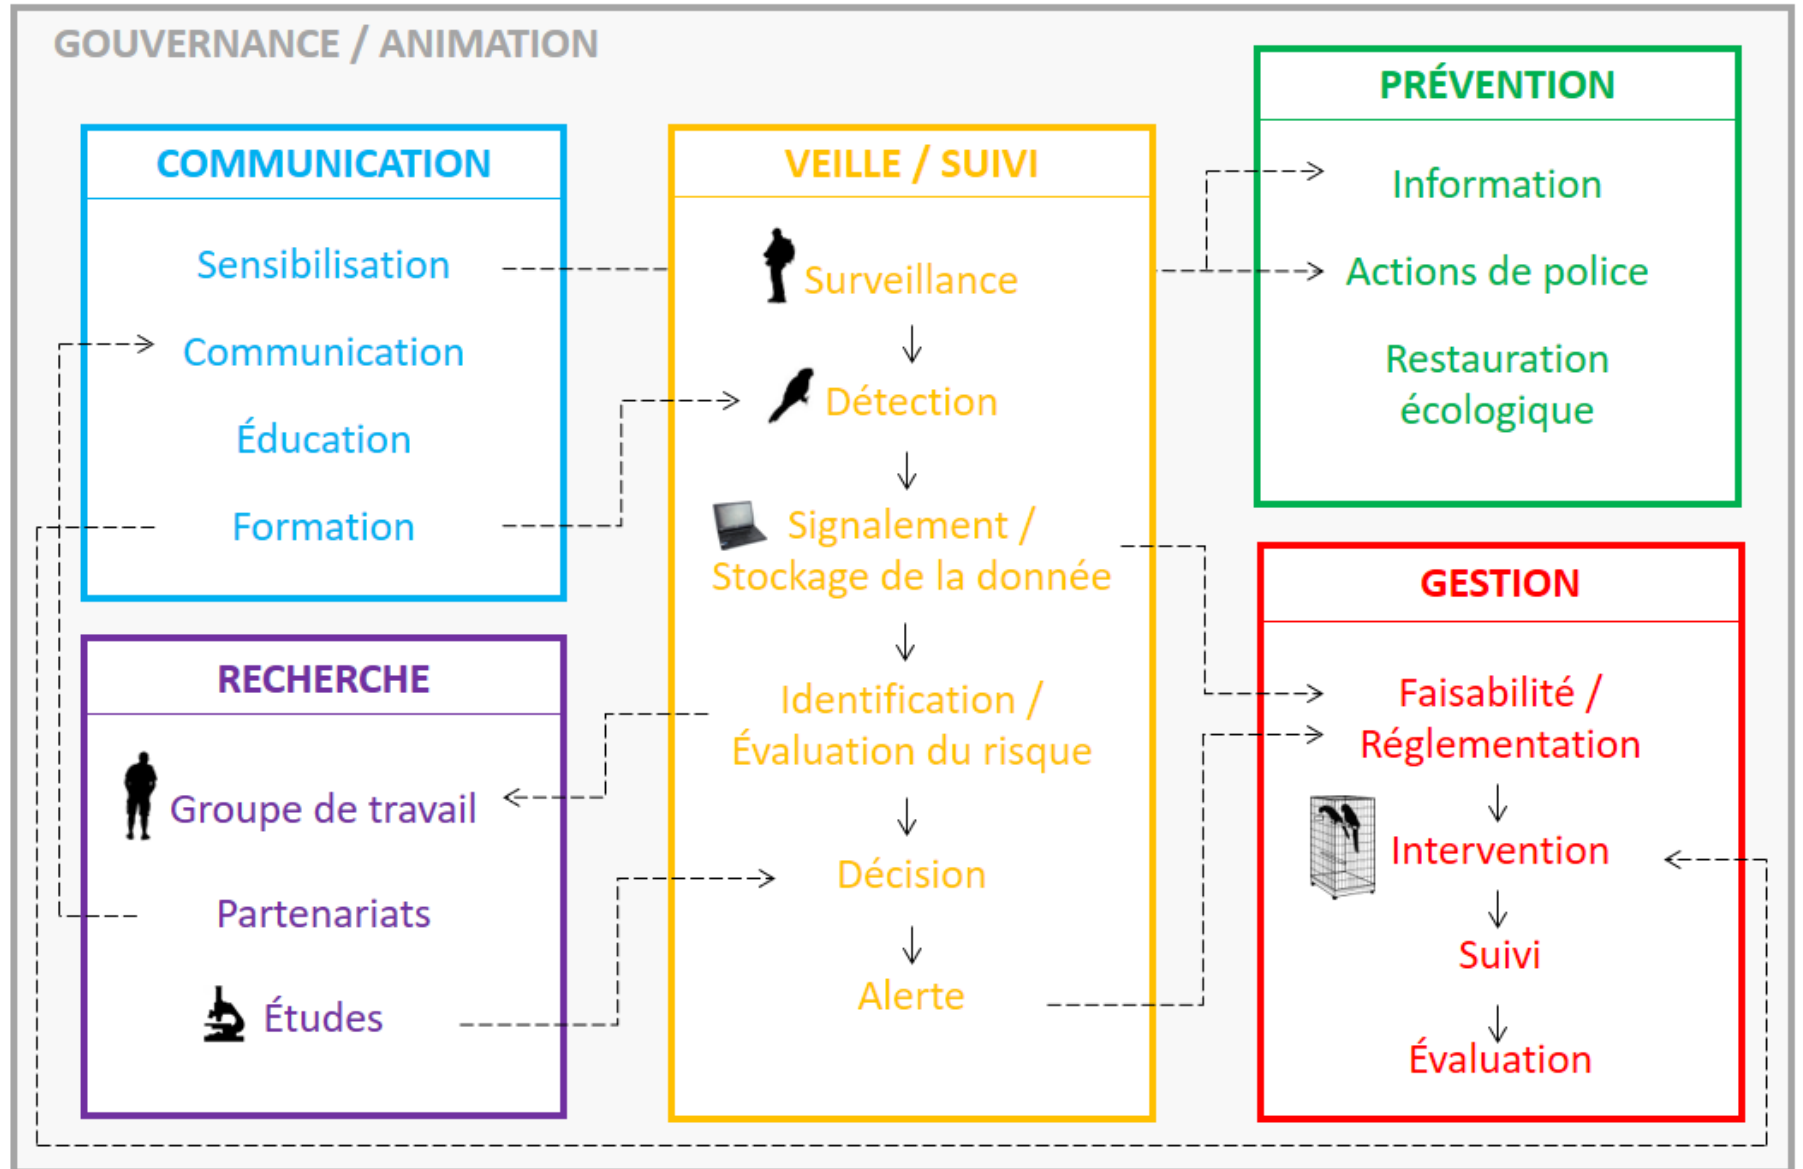 GOUVERNANCE / ANIMATION
COMMUNICATION
Sensibilisation
Communication
Éducation
Formation
RECHERCHE
Groupe de travail
Partenariats
Études
VEILLE / SUIVI
Surveillance
Détection
Signalement /
Stockage de la donnée
Identification /
Évaluation du risque
Décision
Alerte
PRÉVENTION
Information
Actions de police
Restauration
écologique
GESTION
Faisabilité /
Réglementation
Intervention
Suivi
Évaluation